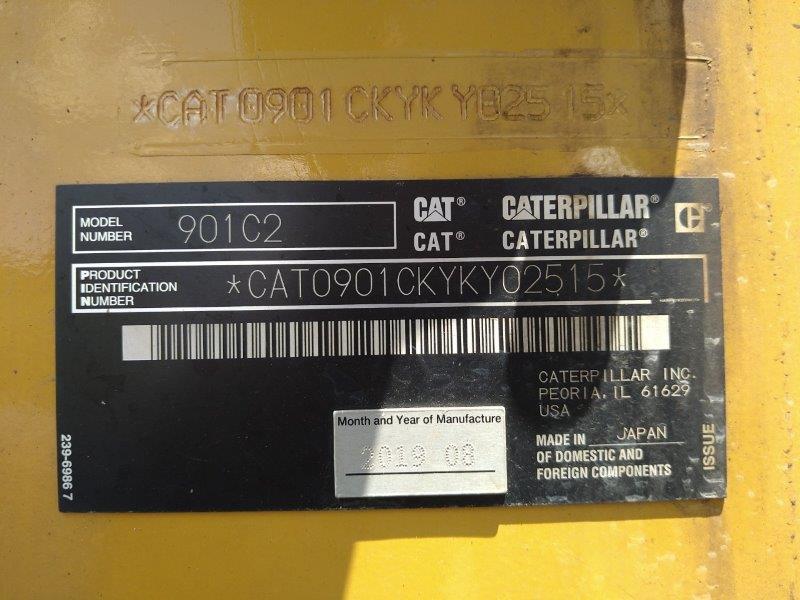 *CAT0901CKYKY02515*
MODEL NUMBER 901C2
CAT® CATERPILLAR®
CAT® CATERPILLAR®
PRODUCT IDENTIFICATION NUMBER *CAT0901CKYKY02515*
CATERPILLAR INC.
PEORIA, IL 61629
USA
MADE IN JAPAN
OF DOMESTIC AND
FOREIGN COMPONENTS
Month and Year of Manufacture
2019 08
239-6986 7
ISSUE